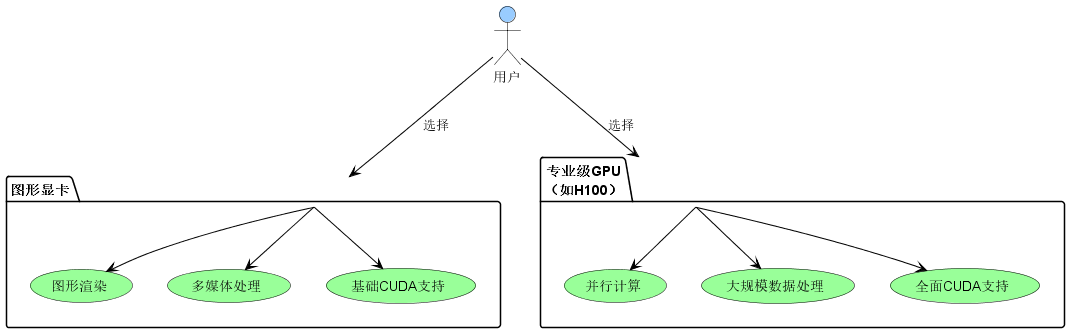 用户
选择
选择
图形显卡
专业级GPU
（如H100）
图形渲染
多媒体处理
基础CUDA支持
并行计算
大规模数据处理
全面CUDA支持